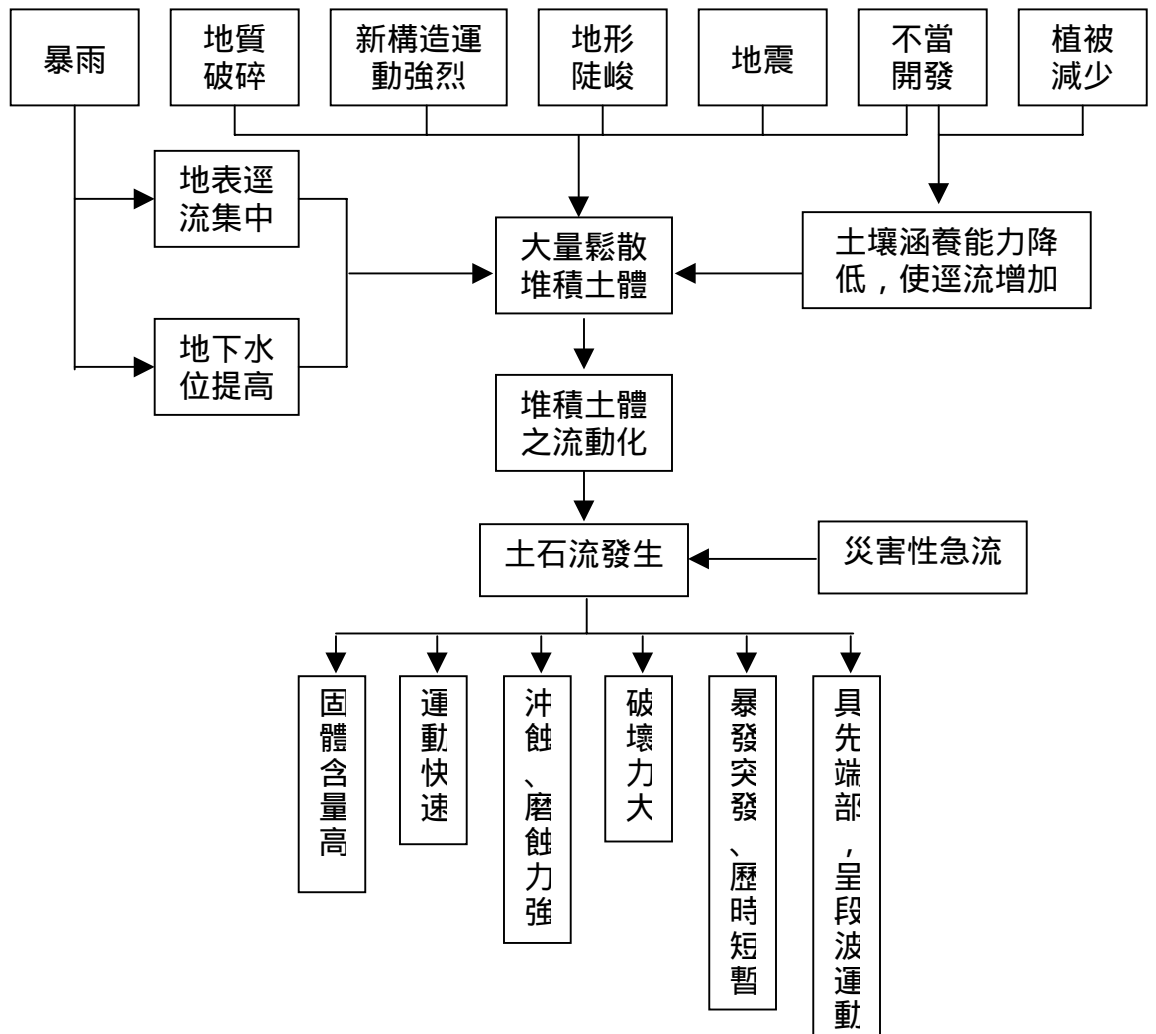 暴雨
地質
破碎
新構造運
動強烈
地形
陡峻
地震
不當
開發
植被
減少
地表逕
流集中
大量鬆散
堆積土體
土壤涵養能力降
低，使逕流增加
地下水
位提高
堆積土體
之流動化
土石流發生
災害性急流
固體含量高
運動快速
沖蝕、磨蝕力強
破壞力大
暴發突發、歷時短暫
具先端部，呈段波運動